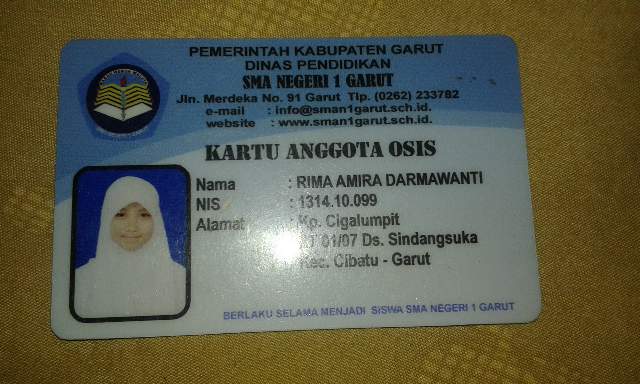 PEMERINTAH KABUPATEN GARUT
DINAS PENDIDIKAN
SMA NEGERI 1 GARUT
Jln. Merdeka No. 91 Garut Tlp. (0262) 233782
e-mail : info@sman1garut.sch.id.
website : www.sman1garut.sch.id.
KARTU ANGGOTA OSIS
Nama : RIMA AMIRA DARMAWANTI
NIS : 1314.10.099
Alamat : Kp. Cigalumpit
RT 01/07 Ds. Sindangsuka
Kec. Cibatu - Garut
BERLAKU SELAMA MENJADI SISWA SMA NEGERI 1 GARUT